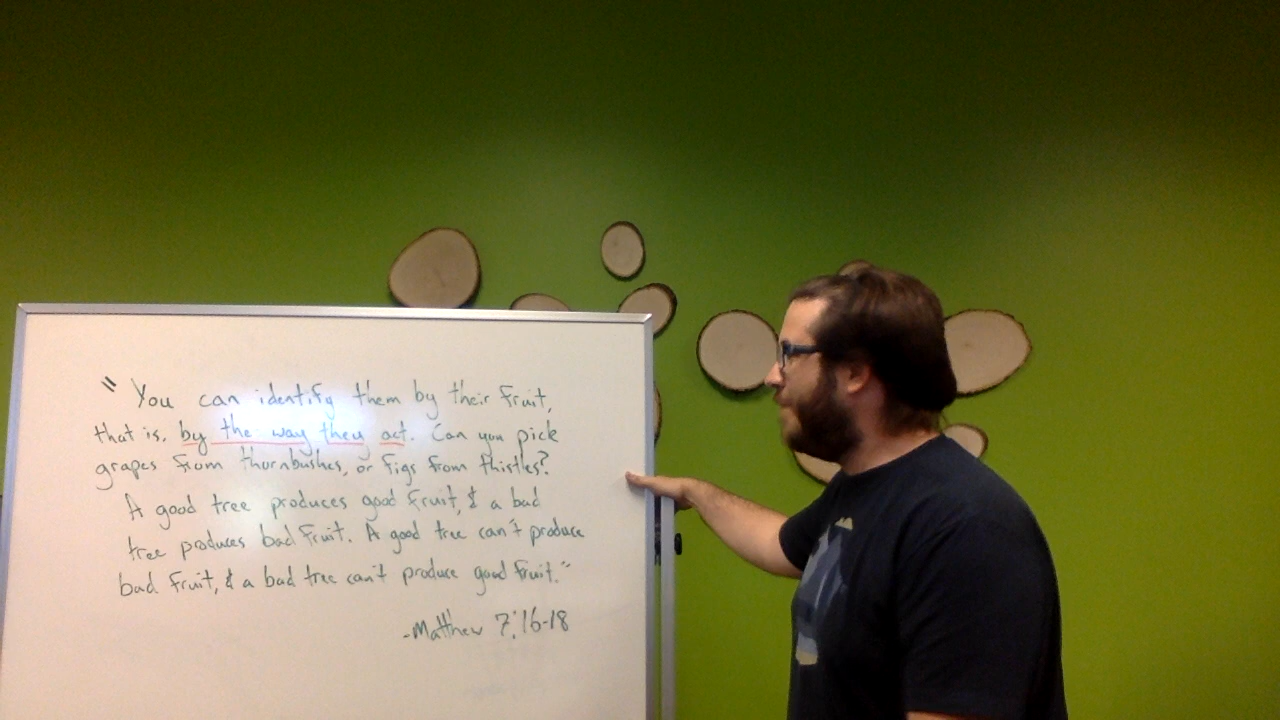 "You can identify them by their fruit,
that is, by the way they act. Can you pick
grapes from thornbushes, or figs from thistles?
A good tree produces good fruit, & a bad
tree produces bad fruit. A good tree can't produce
bad fruit, & a bad tree can't produce good fruit."
-Matthew 7:16-18